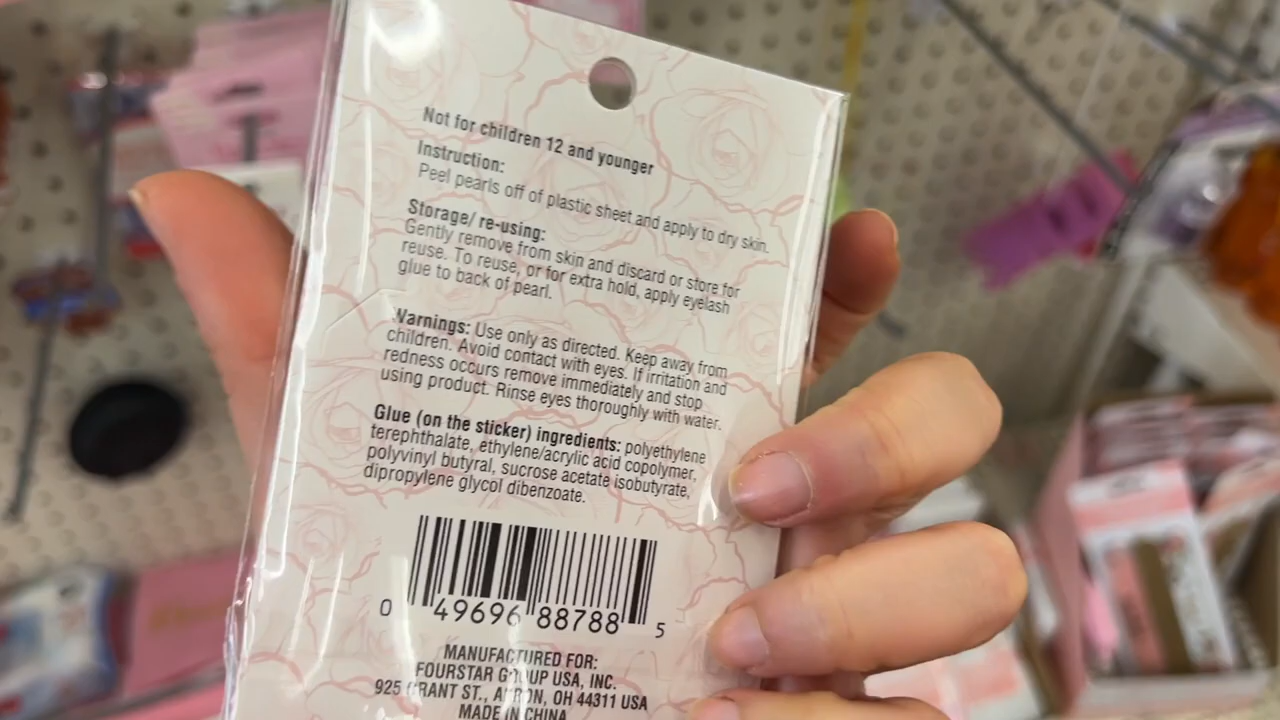 Not for children 12 and younger
Instruction:
Peel pearls off of plastic sheet and apply to dry skin.
Storage/ re-using:
Gently remove from skin and discard or store for
reuse. To reuse, or for extra hold, apply eyelash
glue to back of pearl.
Warnings: Use only as directed. Keep away from
children. Avoid contact with eyes. If irritation and
redness occurs remove immediately and stop
using product. Rinse eyes thoroughly with water.
Glue (on the sticker) ingredients: polyethylene
terephthalate, ethylene/acrylic acid copolymer,
polyvinyl butyral, sucrose acetate isobutyrate,
dipropylene glycol dibenzoate.
0 49696 88788 5
MANUFACTURED FOR:
FOURSTAR GROUP USA, INC.
925 GRANT ST., AKRON, OH 44311 USA
MADE IN CHINA